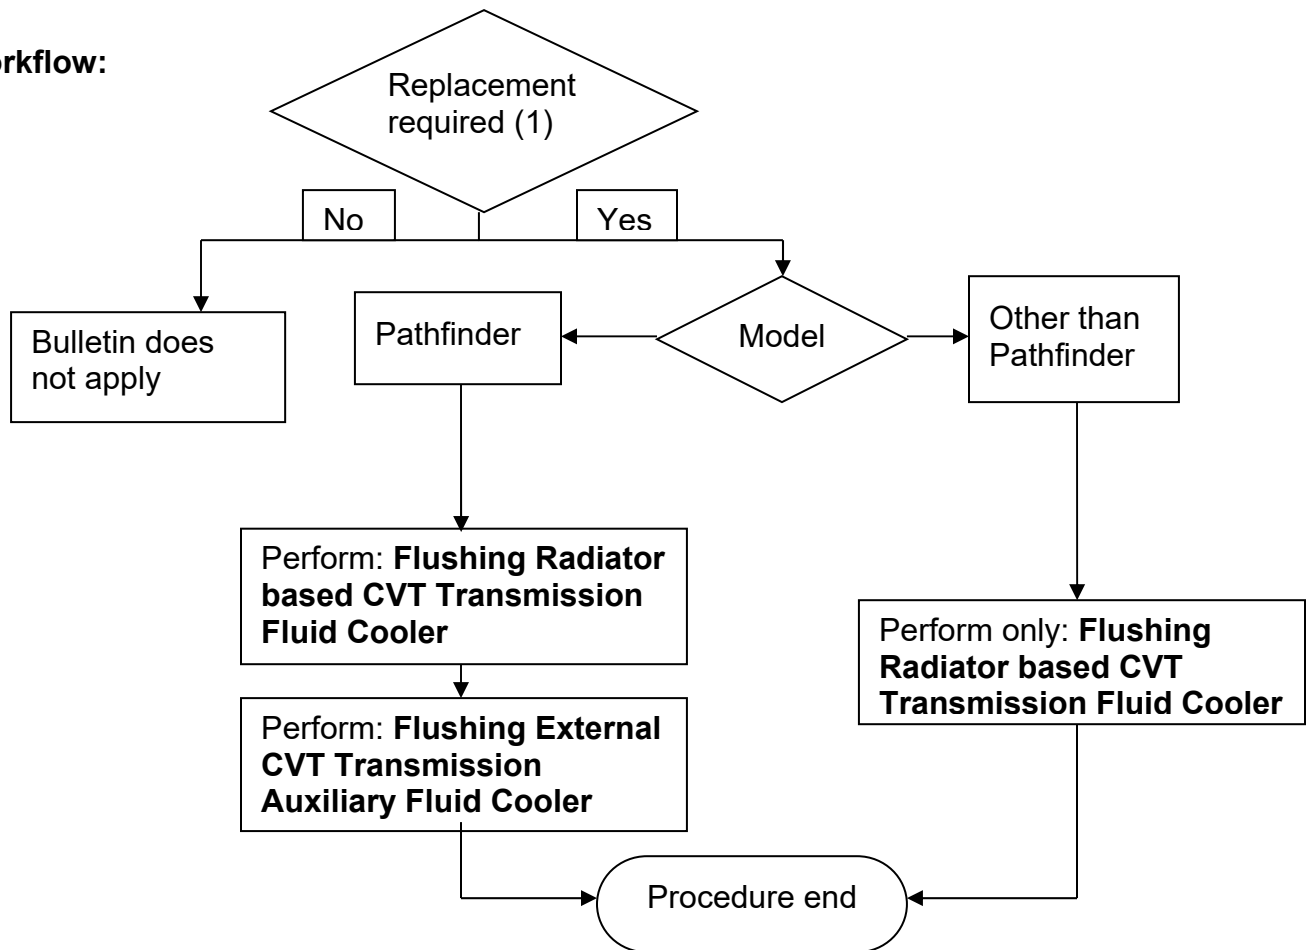 orkflow:
Replacement
required (1)
No
Yes
Bulletin does
not apply
Pathfinder
Model
Other than
Pathfinder
Perform: Flushing Radiator
based CVT Transmission
Fluid Cooler
Perform only: Flushing
Radiator based CVT
Transmission Fluid Cooler
Perform: Flushing External
CVT Transmission
Auxiliary Fluid Cooler
Procedure end